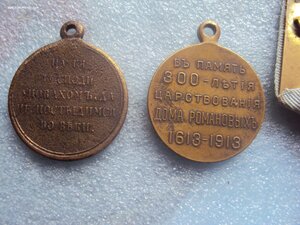 НА ТЯ
ГОСПОДИ
УПОВАХОМЪ, ДА
НЕ ПОСТЫДИМСЯ
ВО ВѢКИ.
ВЪ ПАМЯТЬ
300-ЛѢТІЯ
ЦАРСТВОВАНІЯ
ДОМА РОМАНОВЫХЪ
1613-1913